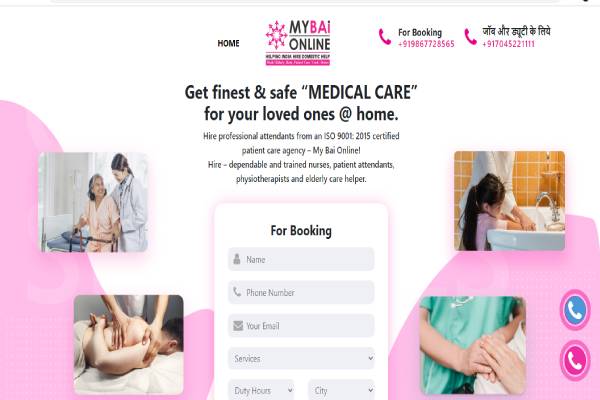 HOME
MYBAi
ONLINE
HELPING INDIA HIRE DOMESTIC HELP
For Booking
+919867728565
जॉब और ड्यूटी के लिये
+917045221111
Get finest & safe “MEDICAL CARE”
for your loved ones @ home.
Hire professional attendants from an ISO 9001: 2015 certified
patient care agency – My Bai Online!
Hire – dependable and trained nurses, patient attendants,
physiotherapists and elderly care helper.
For Booking
Name
Phone Number
Your Email
Services
Duty Hours
City